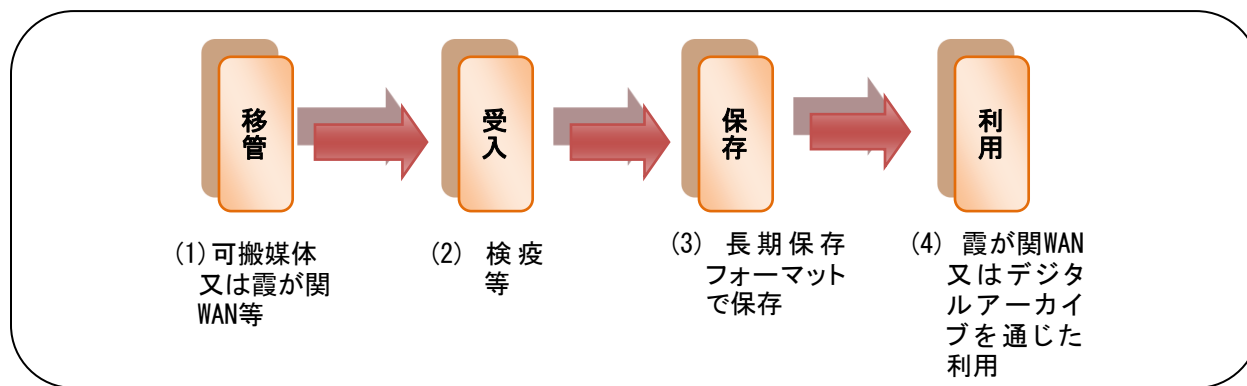 移管
受入
保存
利用
(1)可搬媒体
又は霞が関
WAN等
(2) 検疫
等
(3) 長期保存
フォーマット
で保存
(4) 霞が関WAN
又はデジタ
ルアーカイ
ブを通じた
利用